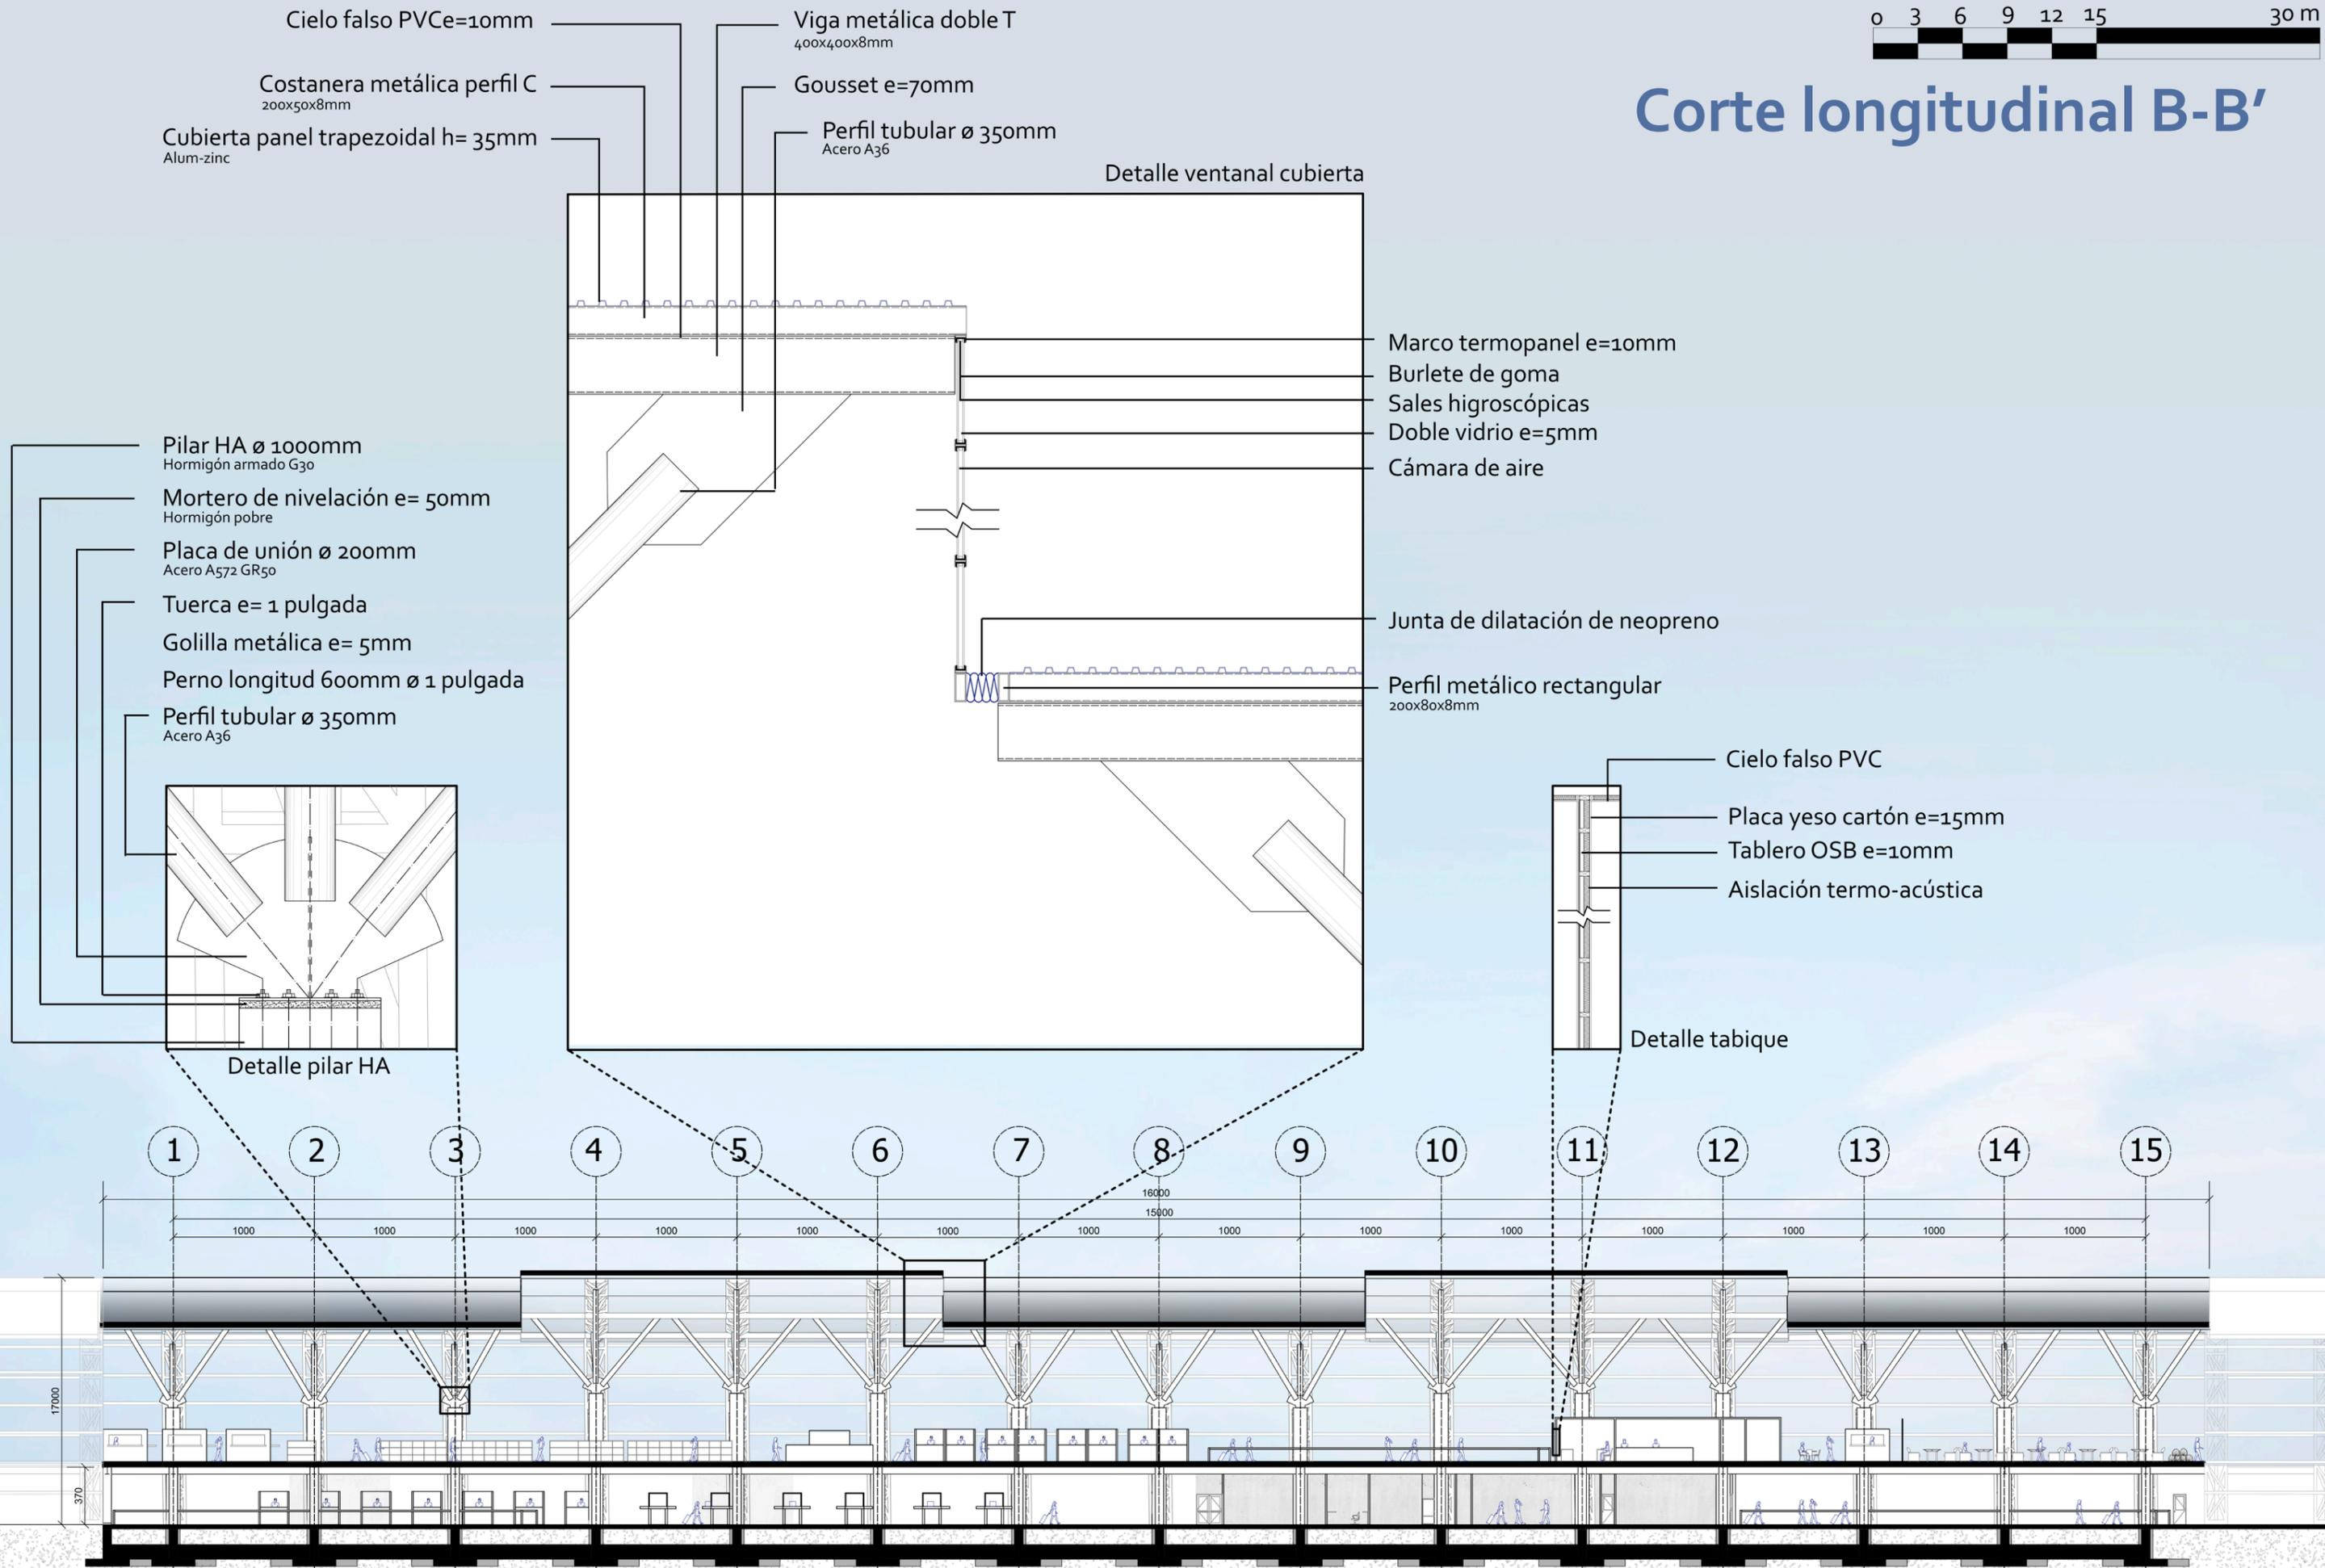 Cielo falso PVCe=10mm
Costanera metálica perfil C
200x50x8mm
Cubierta panel trapezoidal h= 35mm
Alum-zinc
Viga metálica doble T
400x400x8mm
Gousset e=70mm
Perfil tubular ø 350mm
Acero A36
0 3 6 9 12 15 30 m
Corte longitudinal B-B'
Detalle ventanal cubierta
Marco termopanel e=10mm
Burlete de goma
Sales higroscópicas
Doble vidrio e=5mm
Cámara de aire
Junta de dilatación de neopreno
Perfil metálico rectangular
200x80x8mm
Pilar HA ø 1000mm
Hormigón armado G30
Mortero de nivelación e= 50mm
Hormigón pobre
Placa de unión ø 200mm
Acero A572 GR50
Tuerca e= 1 pulgada
Golilla metálica e= 5mm
Perno longitud 600mm ø 1 pulgada
Perfil tubular ø 350mm
Acero A36
Detalle pilar HA
Cielo falso PVC
Placa yeso cartón e=15mm
Tablero OSB e=10mm
Aislación termo-acústica
Detalle tabique
1 2 3 4 5 6 7 8 9 10 11 12 13 14 15
16000
15000
1000 1000 1000 1000 1000 1000 1000 1000 1000 1000 1000 1000 1000 1000
17000
370